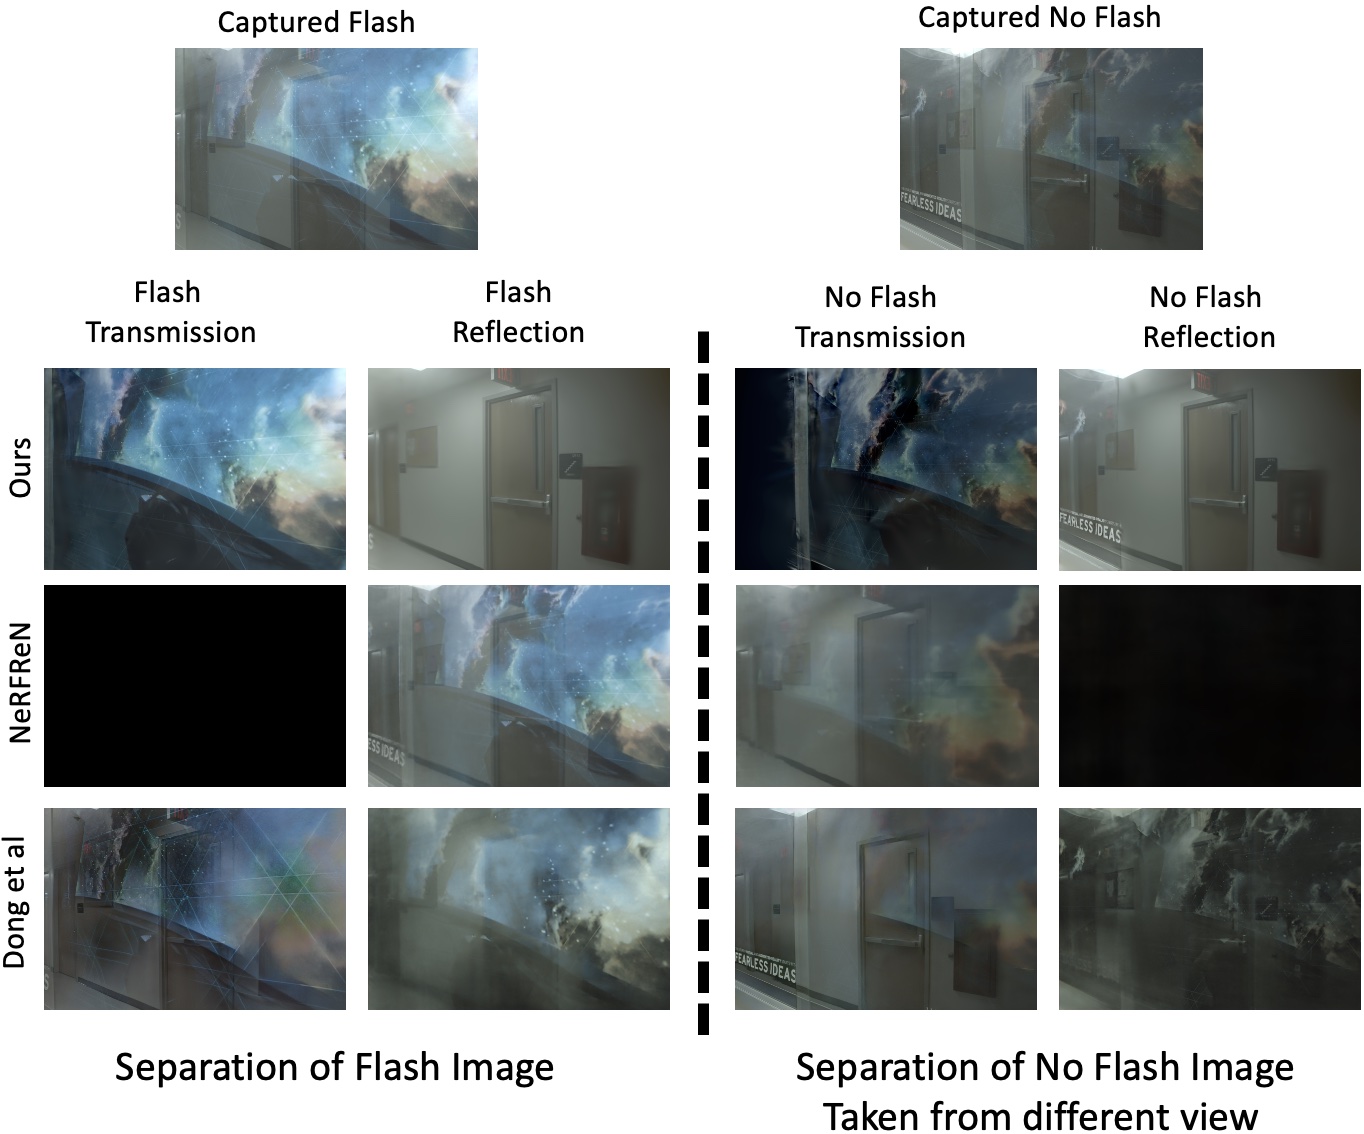 Captured Flash
Captured No Flash
FEARLESS IDEAS
Flash
Transmission
Flash
Reflection
No Flash
Transmission
No Flash
Reflection
Ours
FEARLESS IDEAS
NeRFReN
ESS IDEAS
Dong et al
FEARLESS IDEAS
Separation of Flash Image
Separation of No Flash Image
Taken from different view